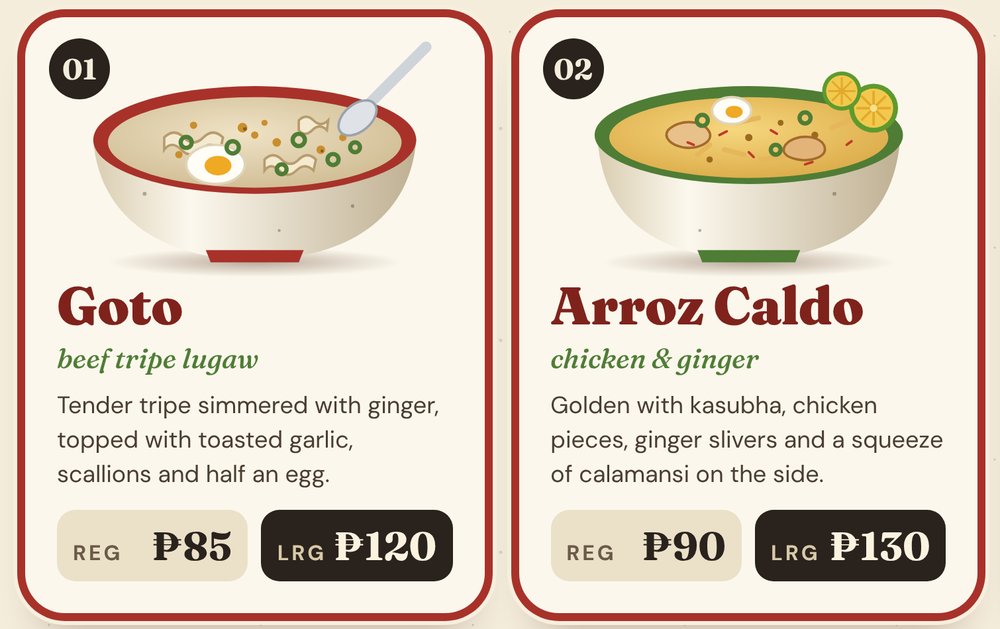 01
Goto
beef tripe lugaw
Tender tripe simmered with ginger,
topped with toasted garlic,
scallions and half an egg.
REG ₱85 LRG ₱120
02
Arroz Caldo
chicken & ginger
Golden with kasubha, chicken
pieces, ginger slivers and a squeeze
of calamansi on the side.
REG ₱90 LRG ₱130